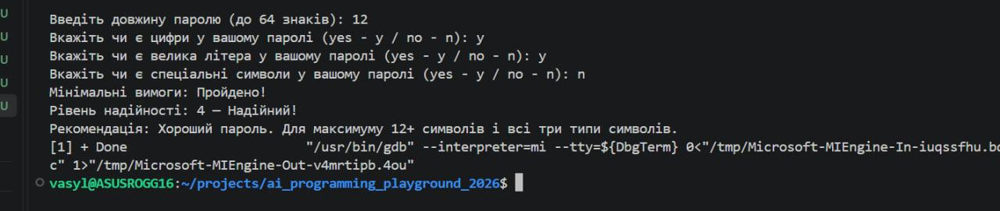 Введіть довжину паролю (до 64 знаків): 12
U
Вкажіть чи є цифри у вашому паролі (yes - y / no - n): y
U
Вкажіть чи є велика літера у вашому паролі (yes - y / no - n): y
U
Вкажіть чи є спеціальні символи у вашому паролі (yes - y / no - n): n
U
Мінімальні вимоги: Пройдено!
U
Рівень надійності: 4 — Надійний!
Рекомендація: Хороший пароль. Для максимуму 12+ символів і всі три типи символів.
[1] + Done "/usr/bin/gdb" --interpreter=mi --tty=${DbgTerm} 0<"/tmp/Microsoft-MIEngine-In-iuqssfhu.bo
c" 1>"/tmp/Microsoft-MIEngine-Out-v4mrtipb.4ou"
vasyl@ASUSROGG16:~/projects/ai_programming_playground_2026$